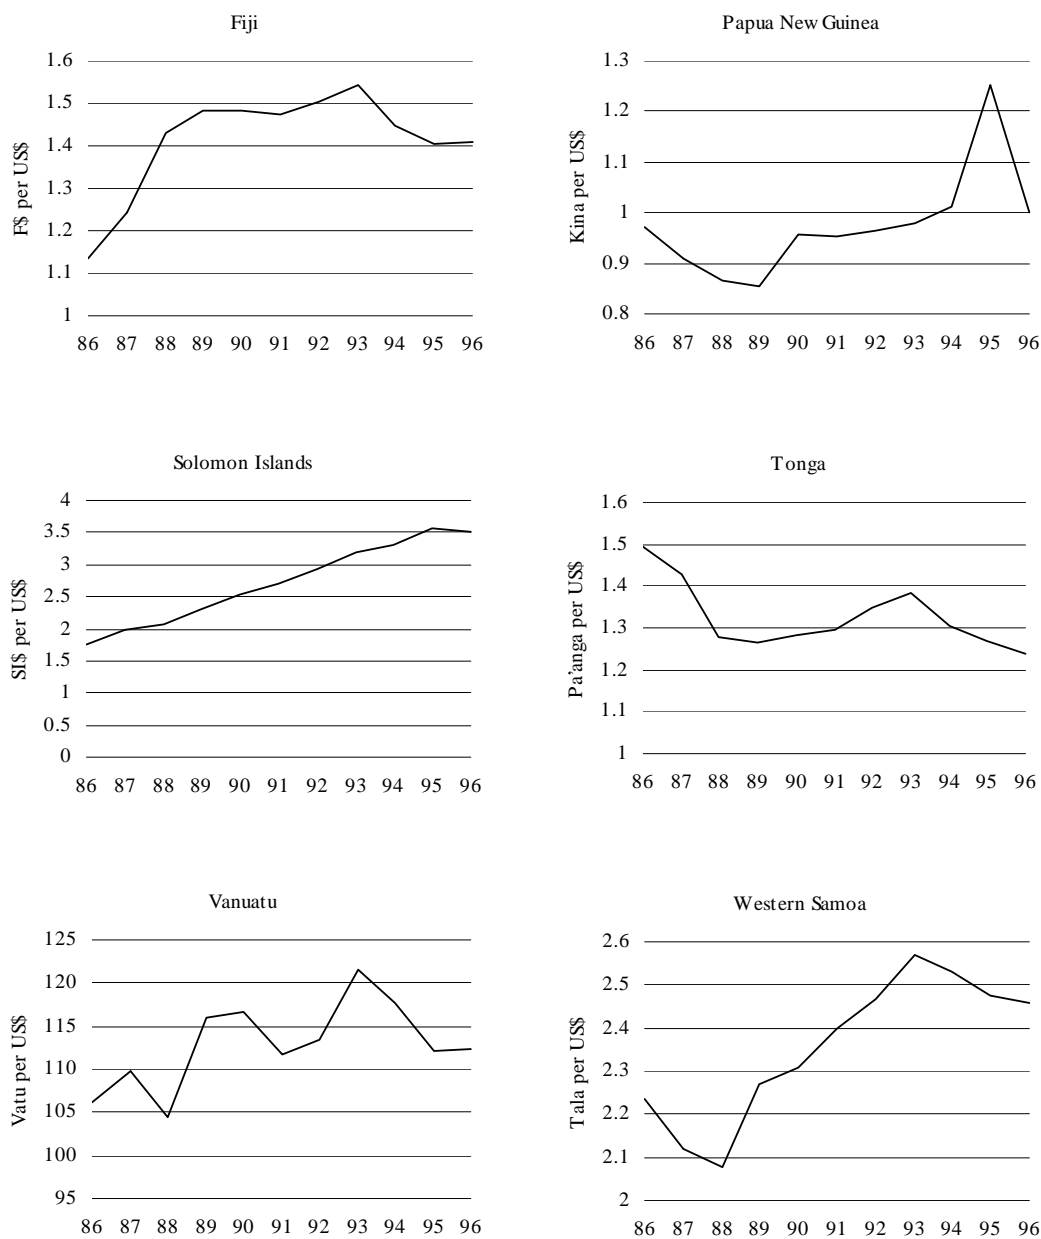 Fiji
F$ per US$
1.6
1.5
1.4
1.3
1.2
1.1
1
86 87 88 89 90 91 92 93 94 95 96
Papua New Guinea
Kina per US$
1.3
1.2
1.1
1
0.9
0.8
86 87 88 89 90 91 92 93 94 95 96
Solomon Islands
SI$ per US$
4
3.5
3
2.5
2
1.5
1
0.5
0
86 87 88 89 90 91 92 93 94 95 96
Tonga
Pa'anga per US$
1.6
1.5
1.4
1.3
1.2
1.1
1
86 87 88 89 90 91 92 93 94 95 96
Vanuatu
Vatu per US$
125
120
115
110
105
100
95
86 87 88 89 90 91 92 93 94 95 96
Western Samoa
Tala per US$
2.6
2.5
2.4
2.3
2.2
2.1
2
86 87 88 89 90 91 92 93 94 95 96